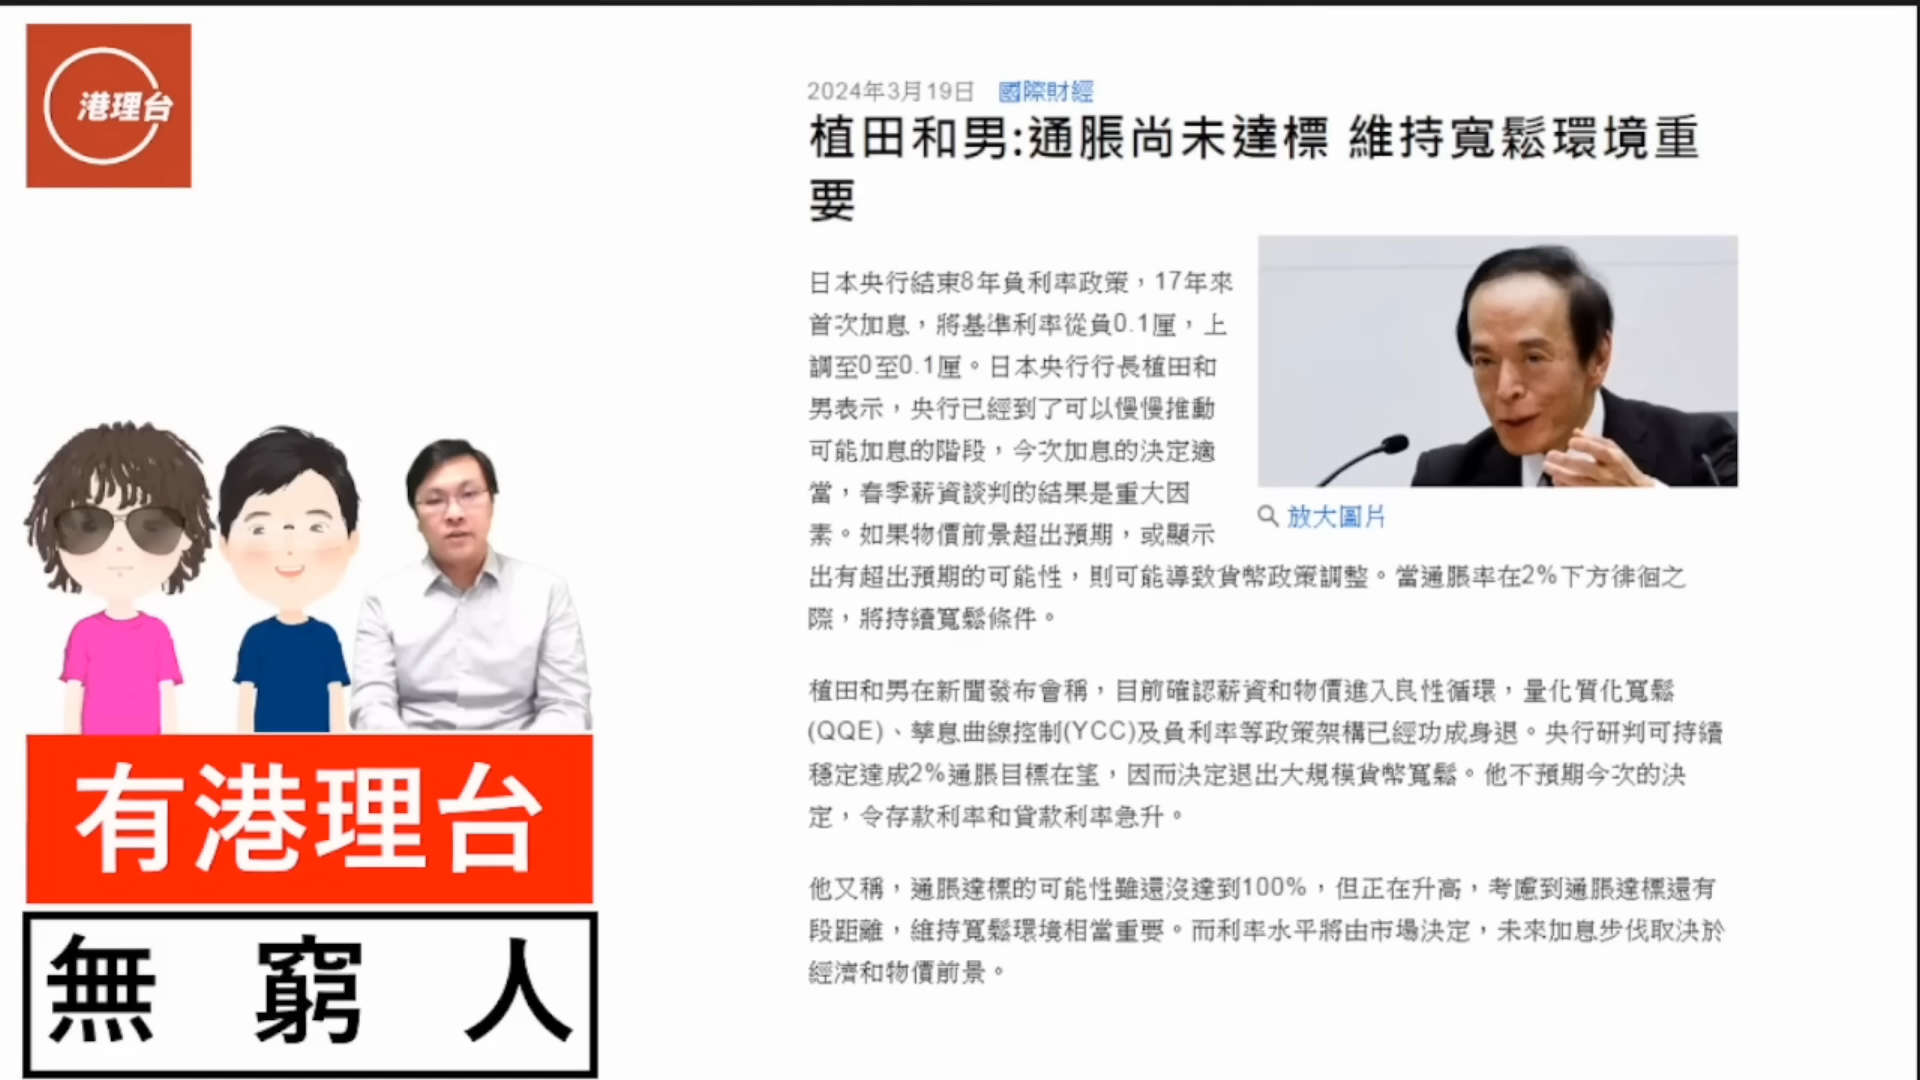 港理台
2024年3月19日 國際財經
植田和男:通脹尚未達標 維持寬鬆環境重
要
日本央行結束8年負利率政策，17年來
首次加息，將基準利率從負0.1厘，上
調至0至0.1厘。日本央行行長植田和
男表示，央行已經到了可以慢慢推動
可能加息的階段，今次加息的決定適
當，春季薪資談判的結果是重大因
素。如果物價前景超出預期，或顯示
出有超出預期的可能性，則可能導致貨幣政策調整。當通脹率在2%下方徘徊之
際，將持續寬鬆條件。
放大圖片
植田和男在新聞發布會稱，目前確認薪資和物價進入良性循環，量化質化寬鬆
(QQE)、孳息曲線控制(YCC)及負利率等政策架構已經功成身退。央行研判可持續
穩定達成2%通脹目標在望，因而決定退出大規模貨幣寬鬆。他不預期今次的決
定，令存款利率和貸款利率急升。
他又稱，通脹達標的可能性雖還沒達到100%，但正在升高，考慮到通脹達標還有
段距離，維持寬鬆環境相當重要。而利率水平將由市場決定，未來加息步伐取決於
經濟和物價前景。
有港理台
無窮人